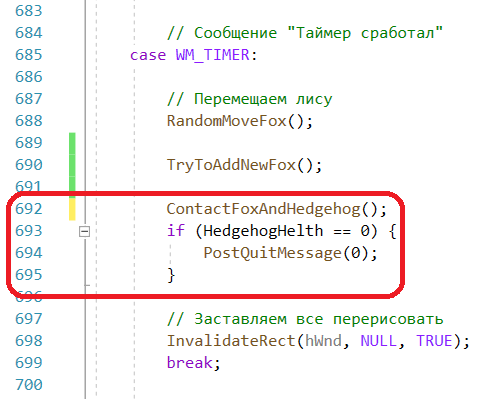 683
684 // Сообщение "Таймер сработал"
685 case WM_TIMER:
686
687 // Перемещаем лису
688 RandomMoveFox();
689
690 TryToAddNewFox();
691
692 ContactFoxAndHedgehog();
693 if (HedgehogHelth == 0) {
694 PostQuitMessage(0);
695 }
696
697 // Заставляем все перерисовать
698 InvalidateRect(hWnd, NULL, TRUE);
699 break;
700